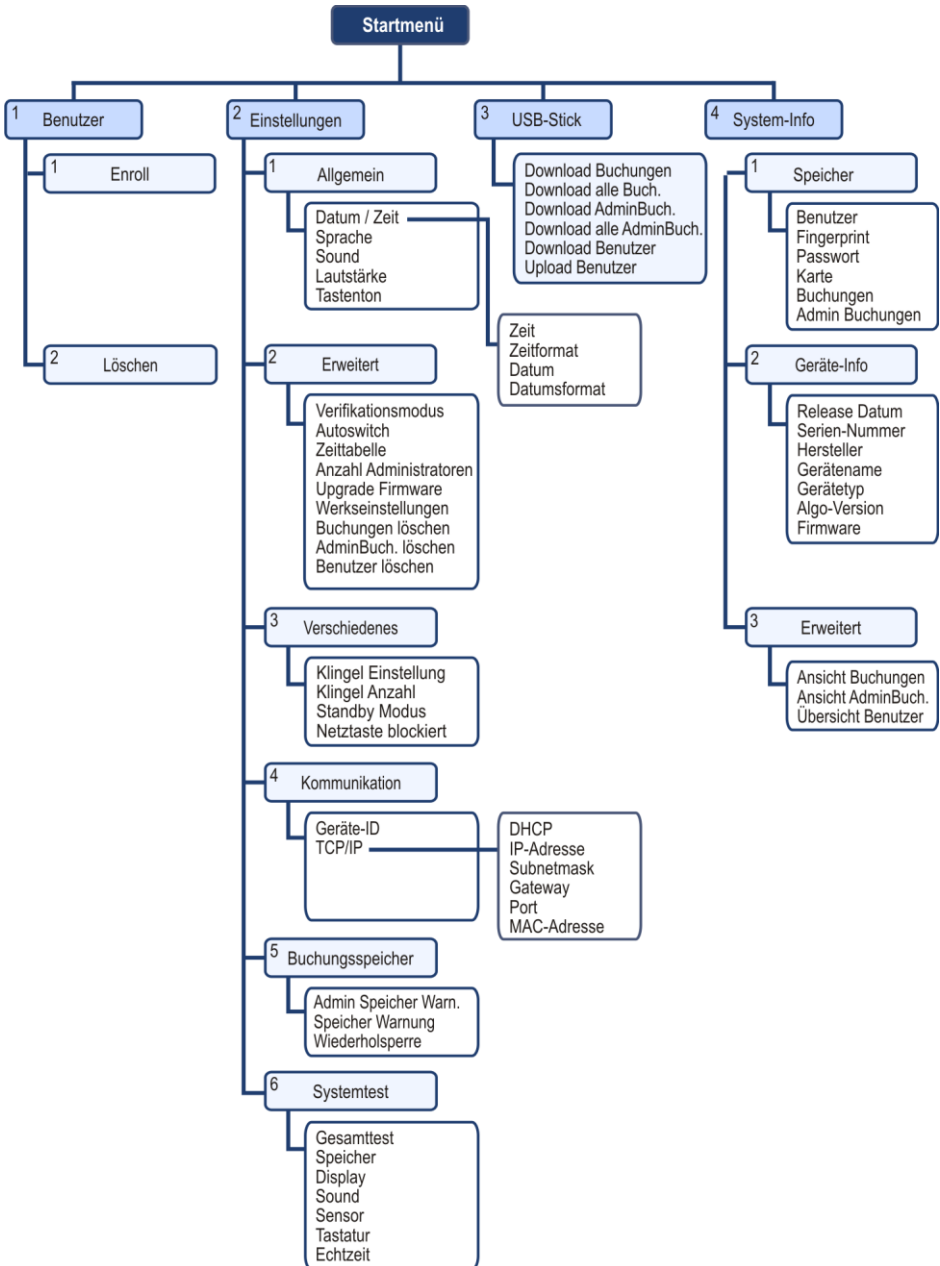 Startmenü
1 Benutzer
1 Enroll
2 Löschen
2 Einstellungen
1 Allgemein
Datum / Zeit
Sprache
Sound
Lautstärke
Tastenton
Zeit
Zeitformat
Datum
Datumsformat
2 Erweitert
Verifikationsmodus
Autoswitch
Zeittabelle
Anzahl Administratoren
Upgrade Firmware
Werkseinstellungen
Buchungen löschen
AdminBuch. löschen
Benutzer löschen
3 Verschiedenes
Klingel Einstellung
Klingel Anzahl
Standby Modus
Netztaste blockiert
4 Kommunikation
Geräte-ID
TCP/IP
DHCP
IP-Adresse
Subnetmask
Gateway
Port
MAC-Adresse
5 Buchungsspeicher
Admin Speicher Warn.
Speicher Warnung
Wiederholsperre
6 Systemtest
Gesamttest
Speicher
Display
Sound
Sensor
Tastatur
Echtzeit
3 USB-Stick
Download Buchungen
Download alle Buch.
Download AdminBuch.
Download alle AdminBuch.
Download Benutzer
Upload Benutzer
4 System-Info
1 Speicher
Benutzer
Fingerprint
Passwort
Karte
Buchungen
Admin Buchungen
2 Geräte-Info
Release Datum
Serien-Nummer
Hersteller
Gerätename
Gerätetyp
Algo-Version
Firmware
3 Erweitert
Ansicht Buchungen
Ansicht AdminBuch.
Übersicht Benutzer